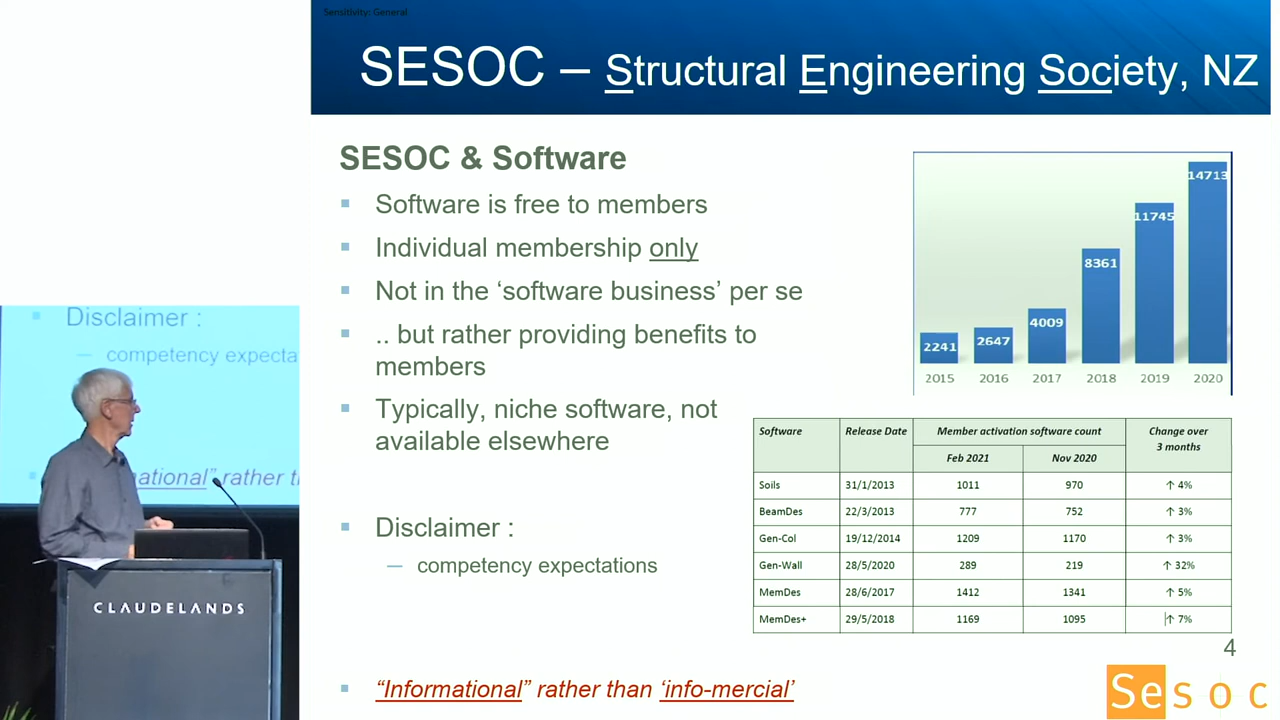 Sensitivity: General
SESOC – Structural Engineering Society, NZ
SESOC & Software
Software is free to members
Individual membership only
Not in the ‘software business’ per se
.. but rather providing benefits to
members
Typically, niche software, not
available elsewhere
Disclaimer :
– competency expectations
“Informational” rather than ‘info-mercial’
2241 2647 4009 8361 11745 14713
2015 2016 2017 2018 2019 2020
Software Release Date Member activation software count Change over
3 months
Feb 2021 Nov 2020
Soils 31/1/2013 1011 970 ↑ 4%
BeamDes 22/3/2013 777 752 ↑ 3%
Gen-Col 19/12/2014 1209 1170 ↑ 3%
Gen-Wall 28/5/2020 289 219 ↑ 32%
MemDes 28/6/2017 1412 1341 ↑ 5%
MemDes+ 29/5/2018 1169 1095 ↑ 7%
4
Sesoc
Disclaimer :
– competency expecta
ational” rather t
CLAUDELANDS